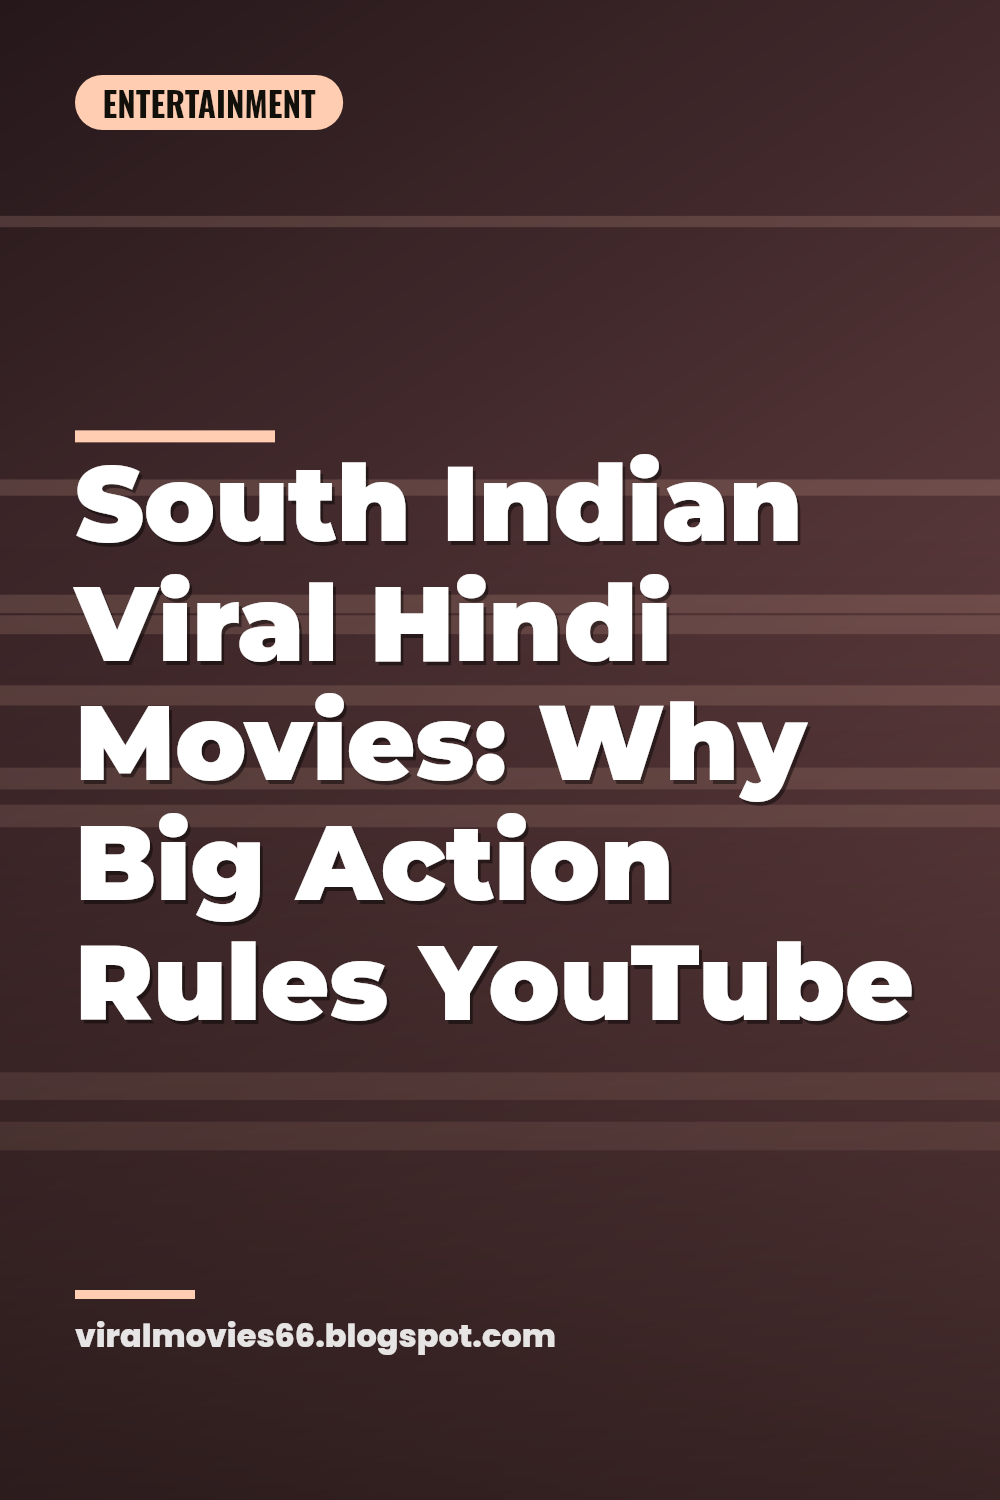 ENTERTAINMENT
South Indian
Viral Hindi
Movies: Why
Big Action
Rules YouTube
viralmovies66.blogspot.com